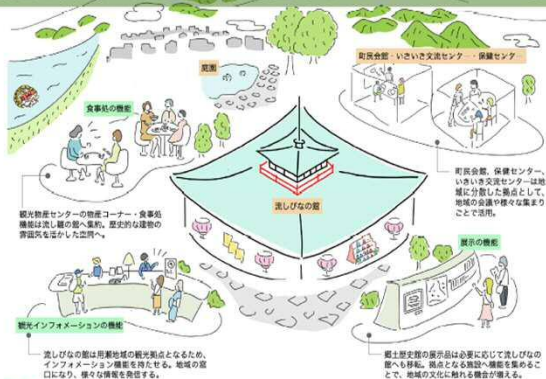 庭園
町民会館・いきいき交流センター・保健センター
食事処の機能
観光物産センターの物産コーナー・食事処
機能は流し雛の館へ集約。歴史的な建物の
雰囲気を活かした空間へ。
流しびなの館
町民会館、保健センター、
いきいき交流センターは地
域に分散した拠点として、
地域の会議や様々な集まり
ごとで活用。
展示の機能
観光インフォメーションの機能
流しびなの館は用瀬地域の観光拠点となるため、
インフォメーション機能を持たせる。地域の窓
口になり、様々な情報を発信する。
郷土歴史館の展示品は必要に応じて流しびなの
館へも移転。拠点となる施設へ機能を集めるこ
とで、地域の文化に触れる機会が増える。